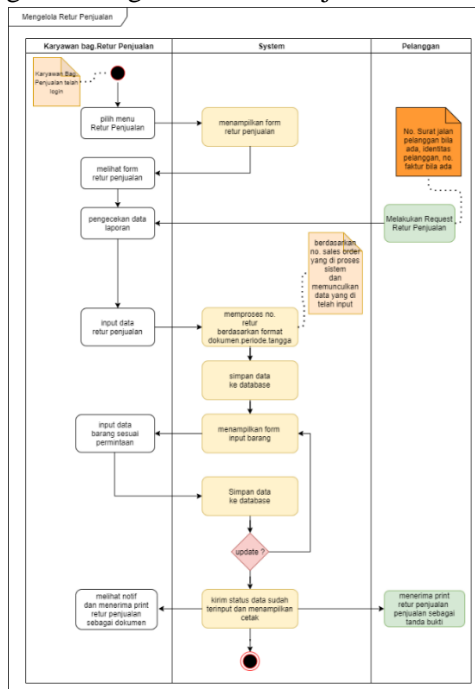 Mengelola Retur Penjualan
Karyawan bag.Retur Penjualan
System
Pelanggan
Karyawan Bag.
Penjualan telah
login
pilih menu
Retur Penjualan
menampilkan form
retur penjualan
No. Surat jalan
pelanggan bila
ada, identitas
pelanggan, no.
faktur bila ada
melihat form
retur penjualan
pengecekan data
laporan
Melakukan Request
Retur Penjualan
berdasarkan
no. sales order
yang di proses
sistem
dan
memunculkan
data yang di
telah input
input data
retur penjualan
memproses no.
retur
berdasarkan format
dokumen.periode.tangga
simpan data
ke database
input data
barang sesuai
permintaan
menampilkan form
input barang
Simpan data
ke database
update ?
melihat notif
dan menerima print
retur penjualan
sebagai dokumen
kirim status data sudah
terinput dan menampilkan
cetak
menerima print
retur penjualan
penjualan sebagai
tanda bukti